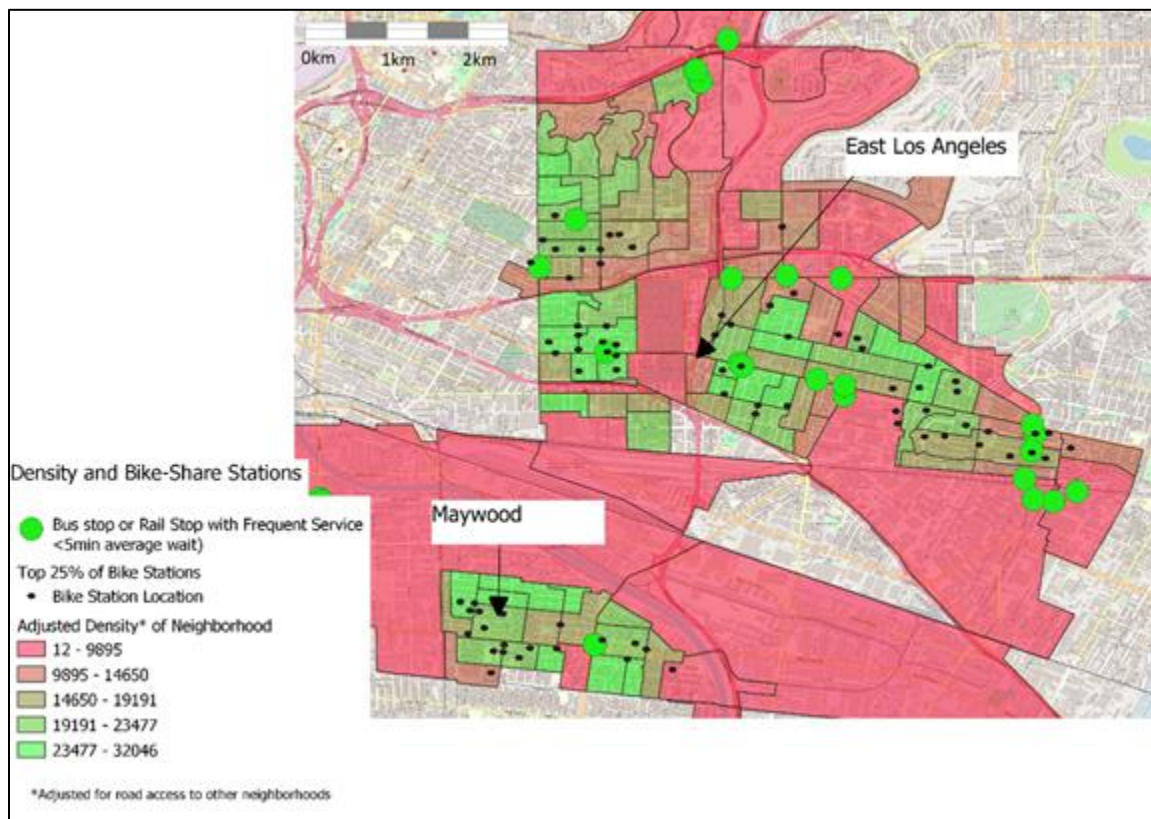 0km 1km 2km
East Los Angeles
Density and Bike-Share Stations
Maywood
Bus stop or Rail Stop with Frequent Service
<5min average wait)
Top 25% of Bike Stations
Bike Station Location
Adjusted Density* of Neighborhood
12 - 9895
9895 - 14650
14650 - 19191
19191 - 23477
23477 - 32046
*Adjusted for road access to other neighborhoods